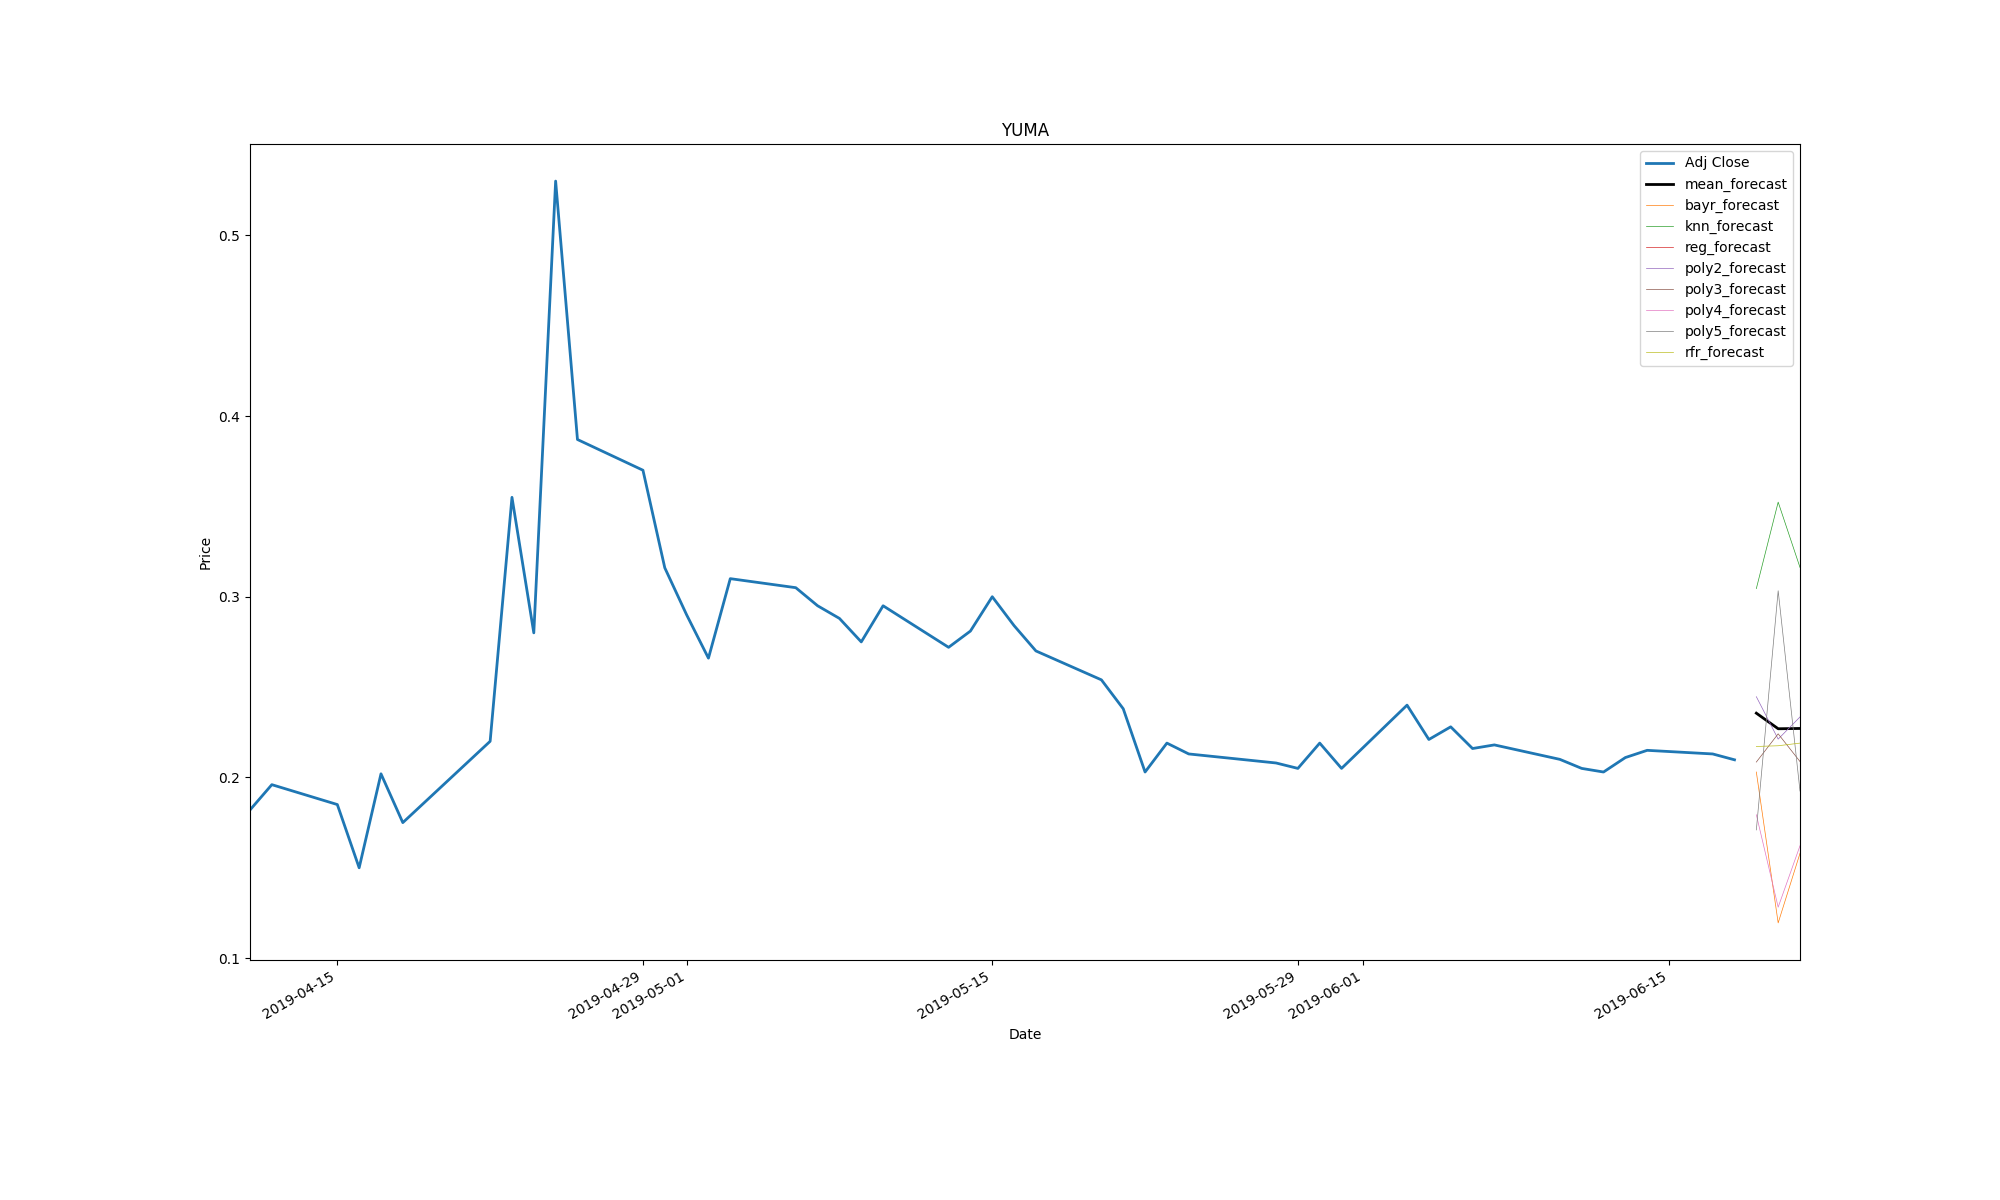 YUMA
Adj Close
mean_forecast
bayr_forecast
knn_forecast
reg_forecast
poly2_forecast
poly3_forecast
poly4_forecast
poly5_forecast
rfr_forecast
0.5
0.4
0.3
0.2
0.1
Price
2019-04-15
2019-04-29
2019-05-01
2019-05-15
2019-05-29
2019-06-01
2019-06-15
Date